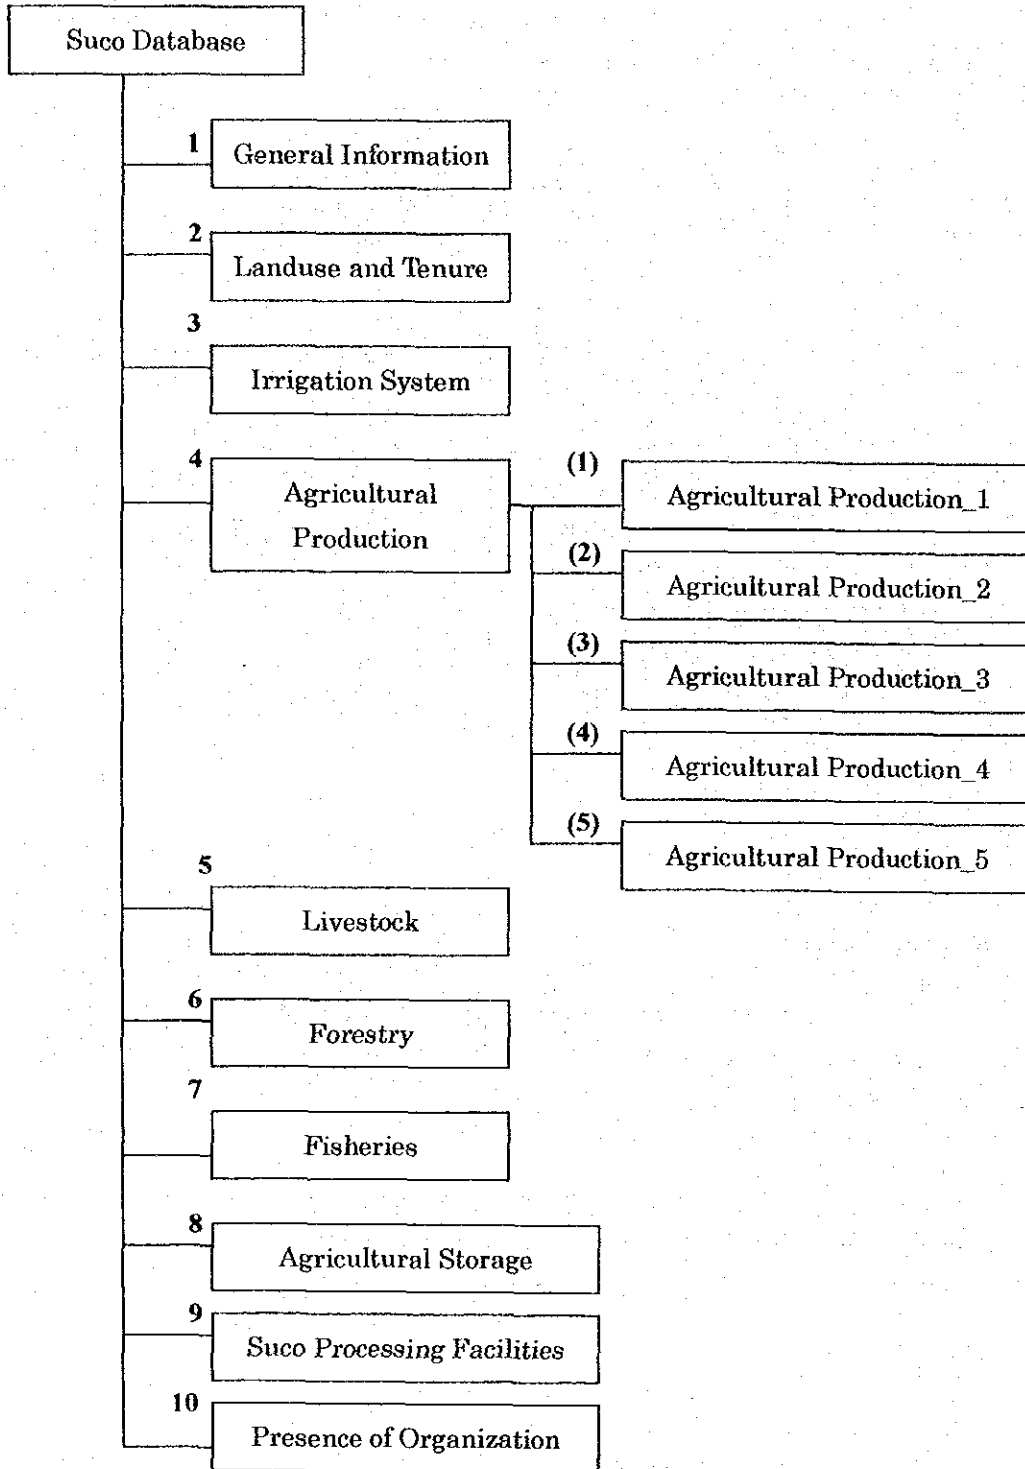 Suco Database
1
General Information
2
Landuse and Tenure
3
Irrigation System
4
Agricultural
Production
(1)
Agricultural Production_1
(2)
Agricultural Production_2
(3)
Agricultural Production_3
(4)
Agricultural Production_4
(5)
Agricultural Production_5
5
Livestock
6
Forestry
7
Fisheries
8
Agricultural Storage
9
Suco Processing Facilities
10
Presence of Organization